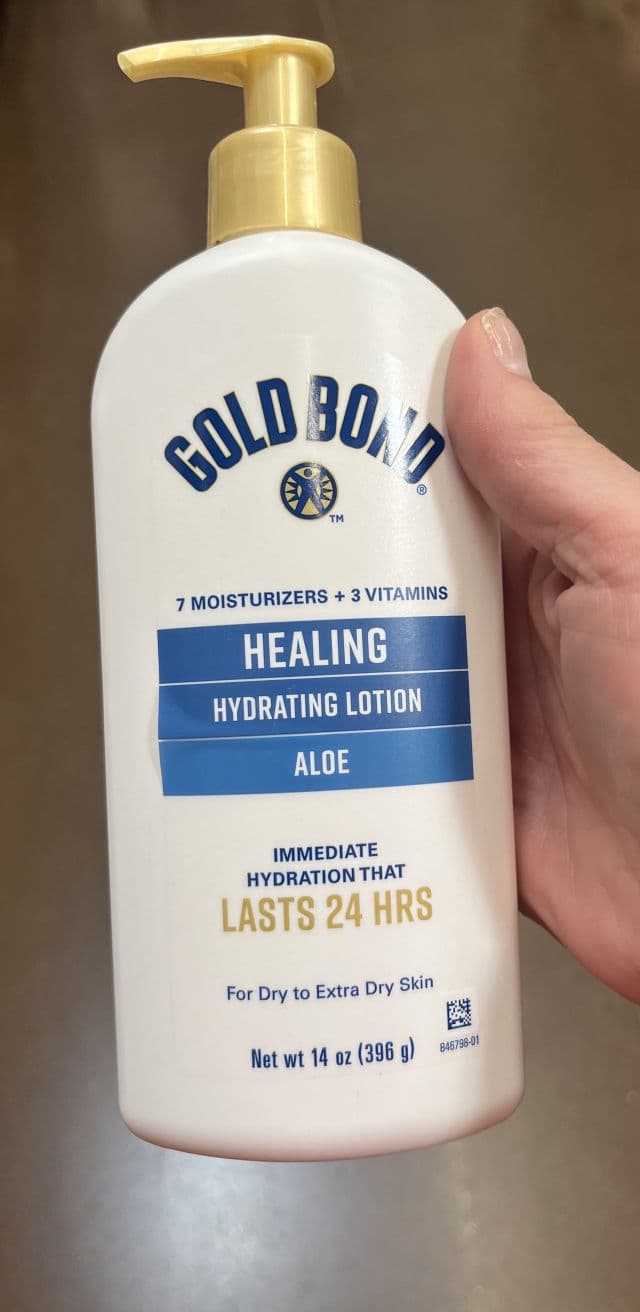 GOLD BOND®
TM
7 MOISTURIZERS + 3 VITAMINS
HEALING
HYDRATING LOTION
ALOE
IMMEDIATE
HYDRATION THAT
LASTS 24 HRS
For Dry to Extra Dry Skin
Net wt 14 oz (396 g)
846798-01